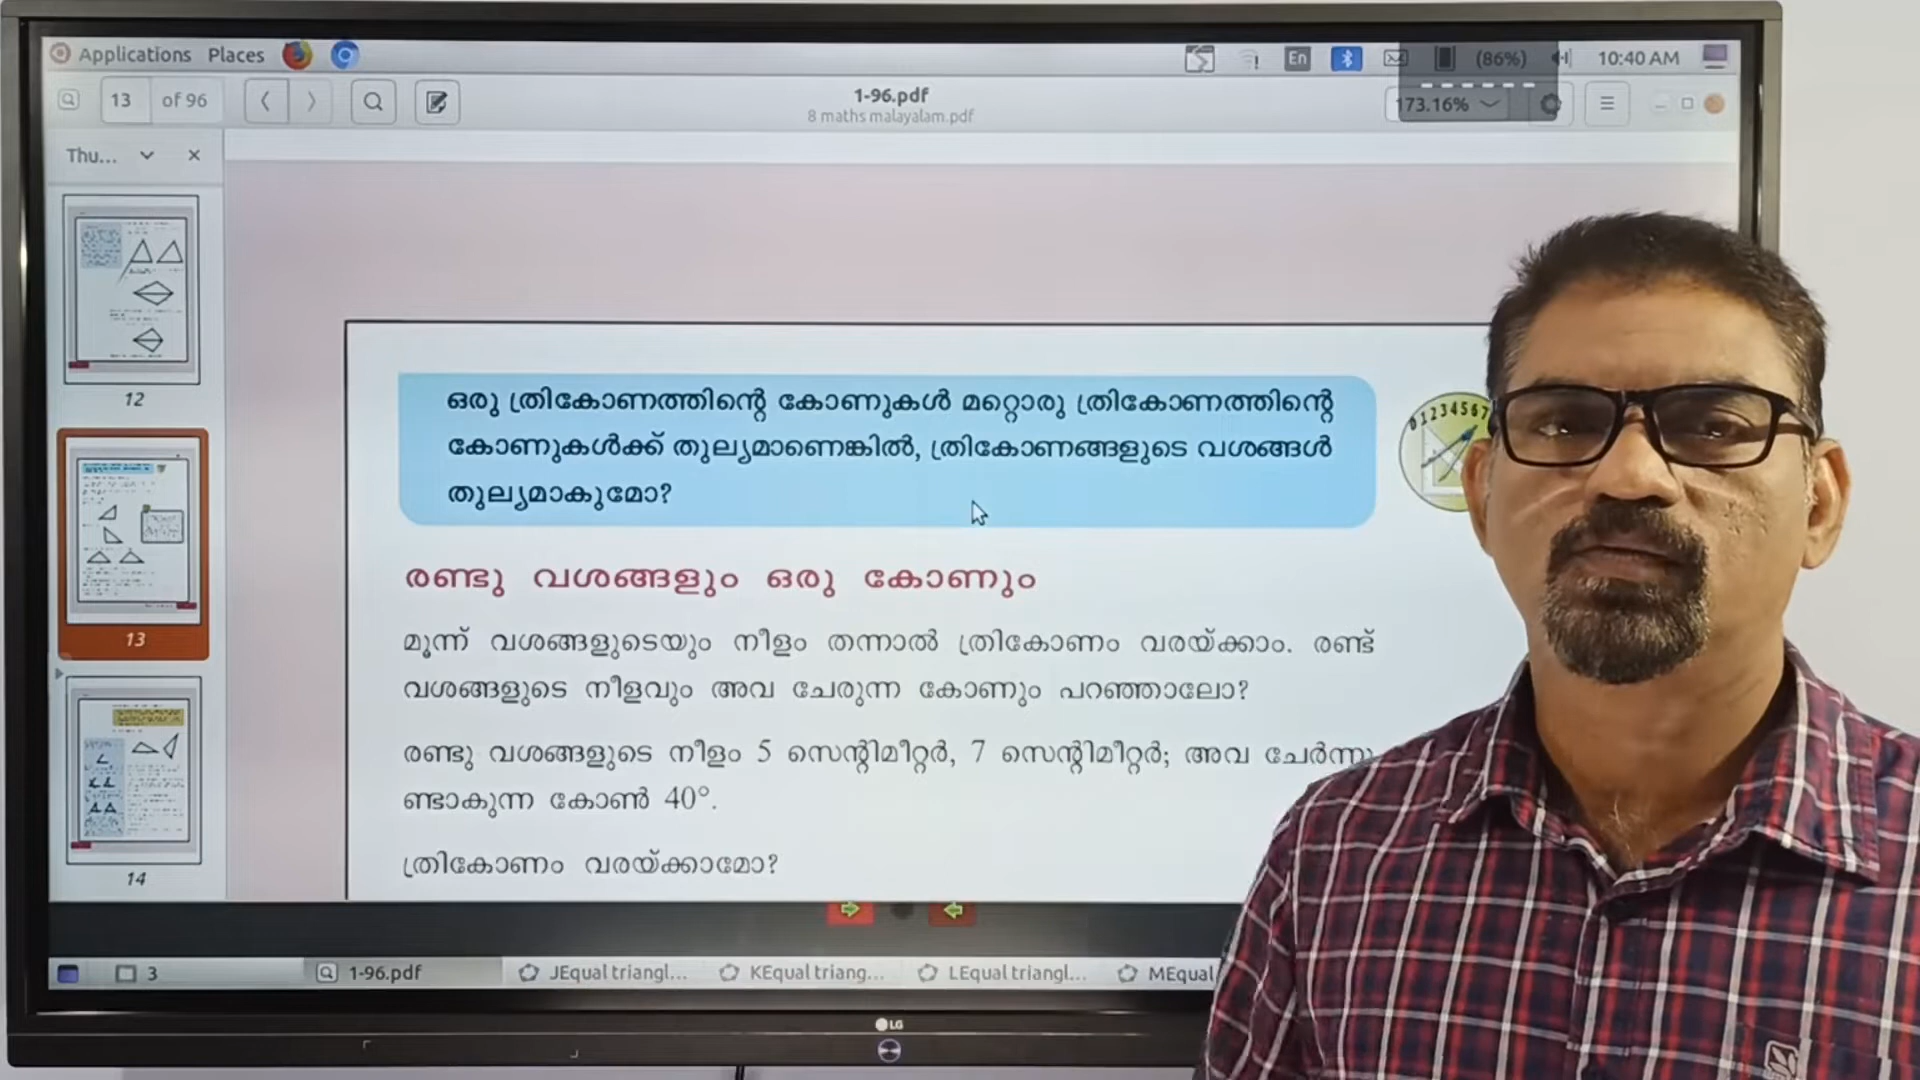 Applications Places
En (86%) 10:40 AM
13 of 96
1-96.pdf
8 maths malayalam.pdf
173.16%
Thu...
12
13
14
ഒരു ത്രികോണത്തിന്റെ കോണുകൾ മറ്റൊരു ത്രികോണത്തിന്റെ
കോണുകൾക്ക് തുല്യമാണെങ്കിൽ, ത്രികോണങ്ങളുടെ വശങ്ങൾ
തുല്യമാകുമോ?
01234567
രണ്ടു വശങ്ങളും ഒരു കോണും
മൂന്ന് വശങ്ങളുടെയും നീളം തന്നാൽ ത്രികോണം വരയ്ക്കാം. രണ്ട്
വശങ്ങളുടെ നീളവും അവ ചേരുന്ന കോണും പറഞ്ഞാലോ?
രണ്ടു വശങ്ങളുടെ നീളം 5 സെന്റിമീറ്റർ, 7 സെന്റിമീറ്റർ; അവ ചേർന്നു
ണ്ടാകുന്ന കോൺ 40°.
ത്രികോണം വരയ്ക്കാമോ?
3 1-96.pdf JEqual triangl... KEqual triang... LEqual triangl... MEqual
LG